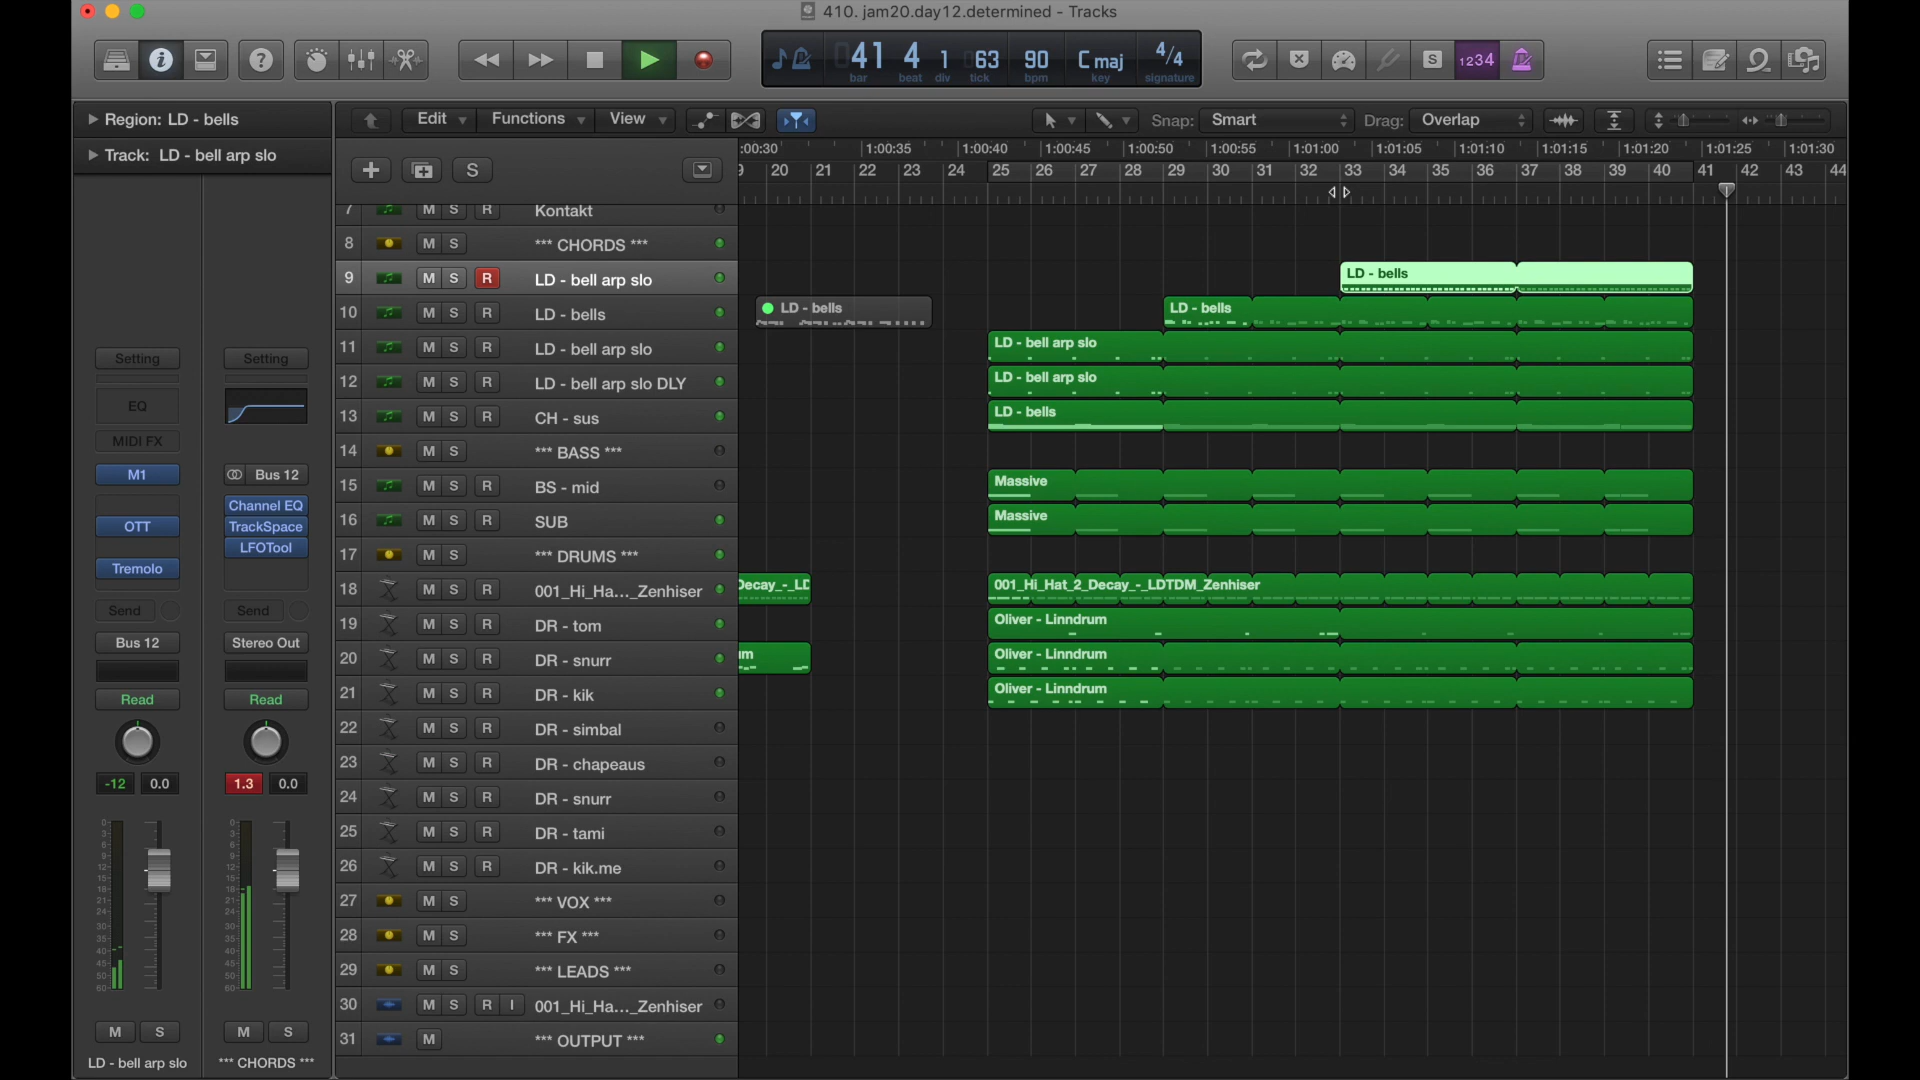 410. jam20.day12.determined - Tracks
41 4 1 63 90 C maj 4/4
bar beat div tick bpm key signature
S 1234
Region: LD - bells
Track: LD - bell arp slo
Edit Functions View Snap: Smart Drag: Overlap
1:00:35 1:00:40 1:00:45 1:00:50 1:00:55 1:01:00 1:01:05 1:01:10 1:01:15 1:01:20 1:01:25 1:01:30
:00:30
S
20 21 22 23 24 25 26 27 28 29 30 31 32 33 34 35 36 37 38 39 40 41 42 43 44
7 M S R Kontakt
8 M S *** CHORDS ***
9 M S R LD - bell arp slo LD - bells
10 M S R LD - bells LD - bells LD - bells
11 M S R LD - bell arp slo LD - bell arp slo
12 M S R LD - bell arp slo DLY LD - bell arp slo
13 M S R CH - sus LD - bells
14 M S *** BASS ***
15 M S R BS - mid Massive
16 M S R SUB Massive
17 M S *** DRUMS ***
18 M S R 001_Hi_Ha..._Zenhiser Decay_-_LD 001_Hi_Hat_2_Decay_-_LDTDM_Zenhiser
19 M S R DR - tom Oliver - Linndrum
20 M S R DR - snurr Oliver - Linndrum
21 M S R DR - kik Oliver - Linndrum
22 M S R DR - simbal
23 M S R DR - chapeaus
24 M S R DR - snurr
25 M S R DR - tami
26 M S R DR - kik.me
27 M S *** VOX ***
28 M S *** FX ***
29 M S *** LEADS ***
30 M S R I 001_Hi_Ha..._Zenhiser
31 M *** OUTPUT ***
Setting Setting
EQ
MIDI FX
M1 Bus 12
Channel EQ
OTT TrackSpace
LFOTool
Tremolo
Send Send
Bus 12 Stereo Out
Read Read
-12 0.0 1.3 0.0
M S M S
LD - bell arp slo *** CHORDS ***